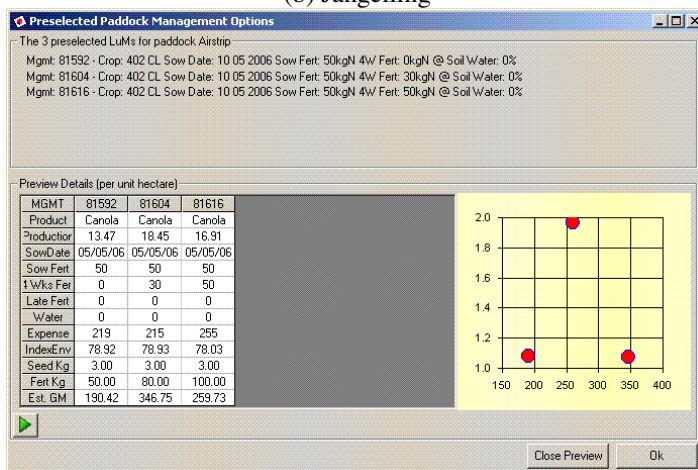 (b) Jangelling
Preselected Paddock Management Options
The 3 preselected LuMs for paddock Airstrip
Mgmt: 81592 - Crop: 402 CL Sow Date: 10 05 2006 Sow Fert: 50kgN 4W Fert: 0kgN @ Soil Water: 0%
Mgmt: 81604 - Crop: 402 CL Sow Date: 10 05 2006 Sow Fert: 50kgN 4W Fert: 30kgN @ Soil Water: 0%
Mgmt: 81616 - Crop: 402 CL Sow Date: 10 05 2006 Sow Fert: 50kgN 4W Fert: 50kgN @ Soil Water: 0%
Preview Details (per unit hectare)
MGMT 81592 81604 81616
Product Canola Canola Canola
Production 13.47 18.45 16.91
SowDate 05/05/06 05/05/06 05/05/06
Sow Fert 50 50 50
4 Wks Fer 0 30 50
Late Fert 0 0 0
Water 0 0 0
Expense 219 215 255
IndexEnv 78.92 78.93 78.03
Seed Kg 3.00 3.00 3.00
Fert Kg 50.00 80.00 100.00
Est. GM 190.42 346.75 259.73
2.0
1.8
1.6
1.4
1.2
1.0
150 200 250 300 350 400
Close Preview Ok